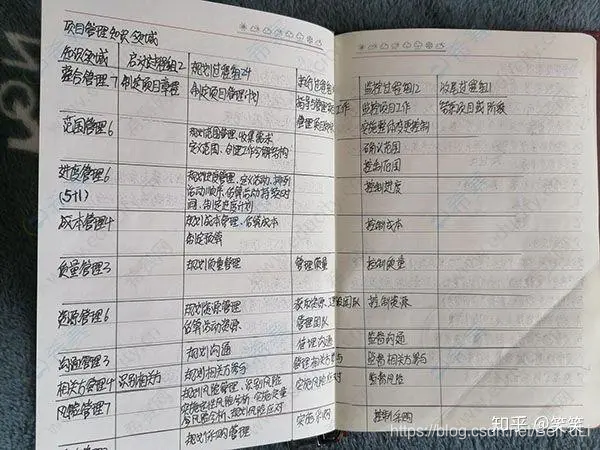 项目管理知识领域
知识领域 启动过程组2 规划过程组24 执行过程组10 监控过程组12 收尾过程组1
整合管理7 制定项目章程 制定项目管理计划 指导与管理项目工作 监控项目工作 结束项目或阶段
管理项目知识 实施整体变更控制
范围管理6 规划范围管理、收集需求 确认范围
定义范围、创建工作分解结构 控制范围
进度管理6 规划进度管理、定义活动、排列 控制进度
(5+1) 活动顺序、估算活动持续时
间、制定进度计划
成本管理4 规划成本管理、估算成本 控制成本
制定预算
质量管理3 规划质量管理 管理质量 控制质量
资源管理6 规划资源管理 获取资源、建设团队 控制资源
估算活动资源 管理团队
沟通管理3 规划沟通 管理沟通 监督沟通
相关方管理4 识别相关方 规划相关方参与 管理相关方参与 监督相关方参与
风险管理7 规划风险管理、识别风险 实施风险应对 监督风险
实施定性风险分析、实施定量
风险分析、规划风险应对
规划采购管理 实施采购 控制采购
知乎 @笑笑
https://blog.csdn.net/